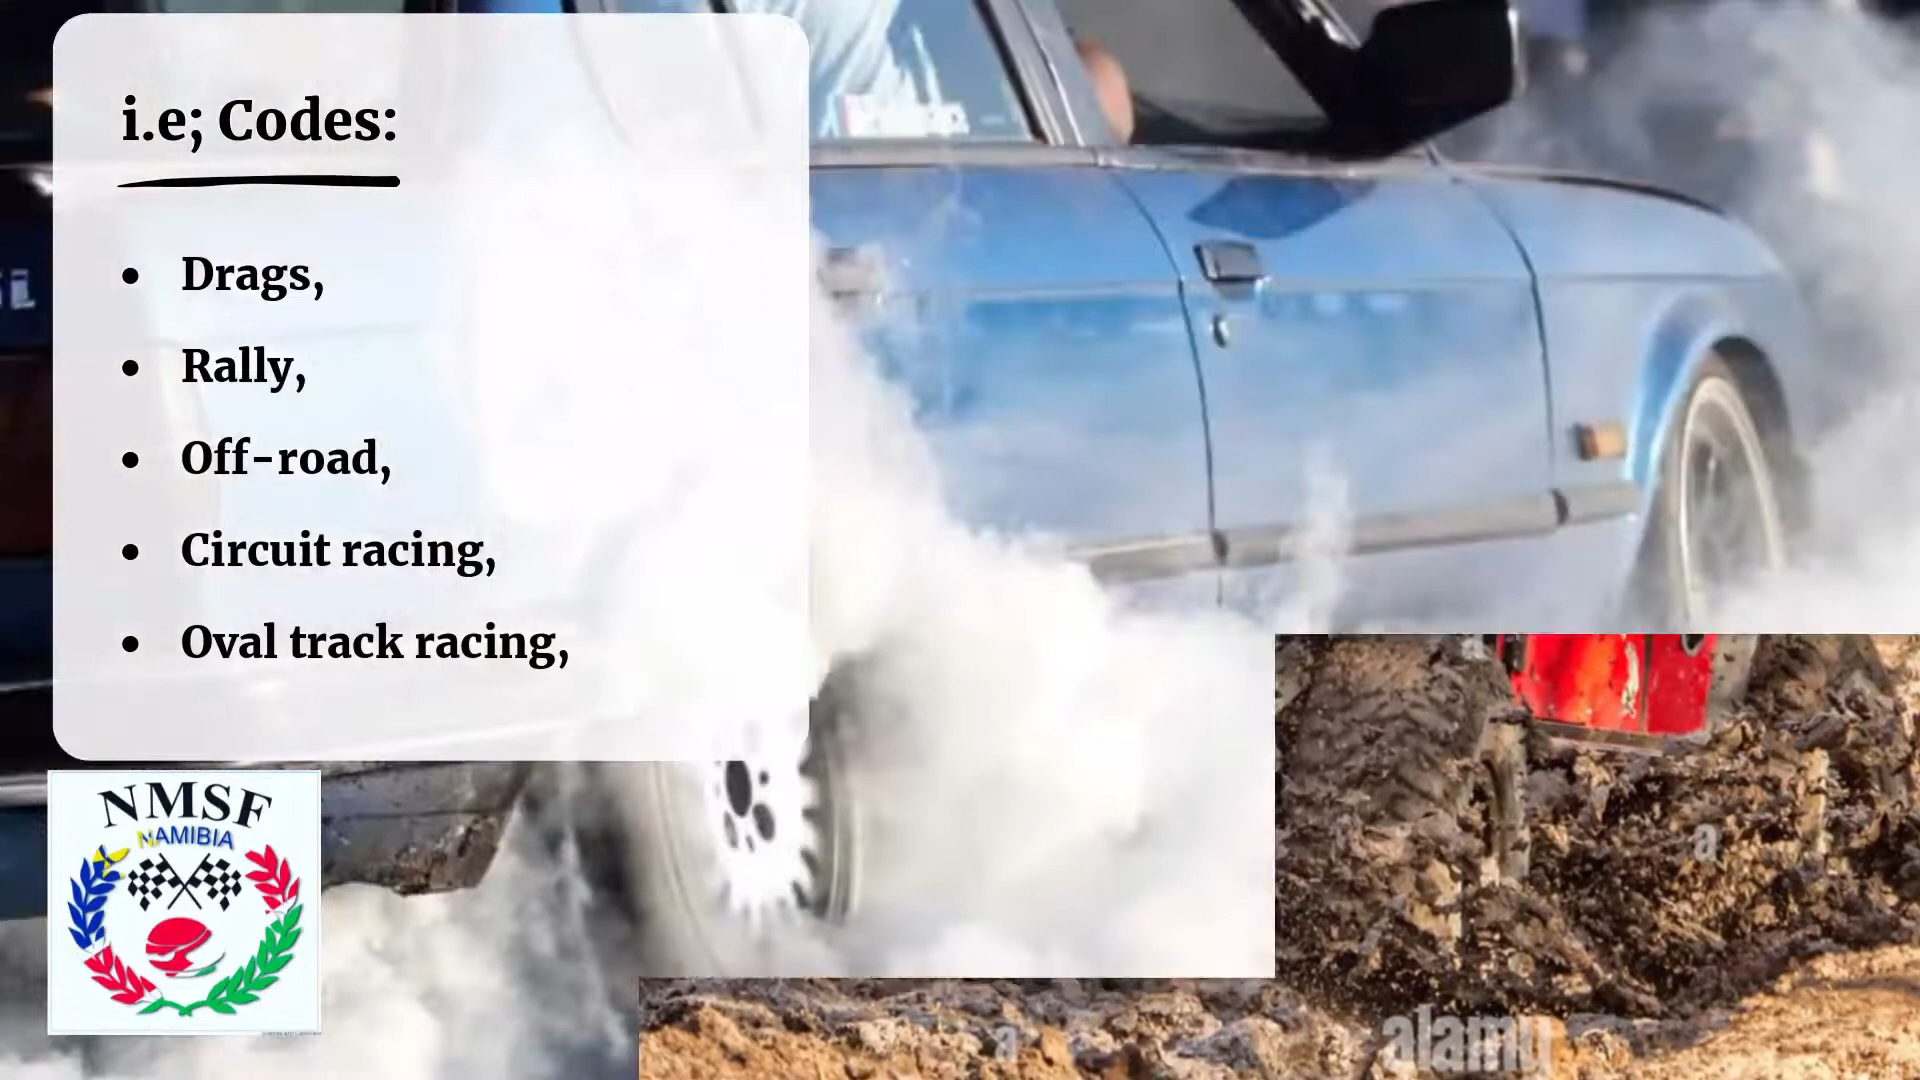 i.e; Codes:
• Drags,
• Rally,
• Off-road,
• Circuit racing,
• Oval track racing,
NMSF
NAMIBIA
a
a
alamy